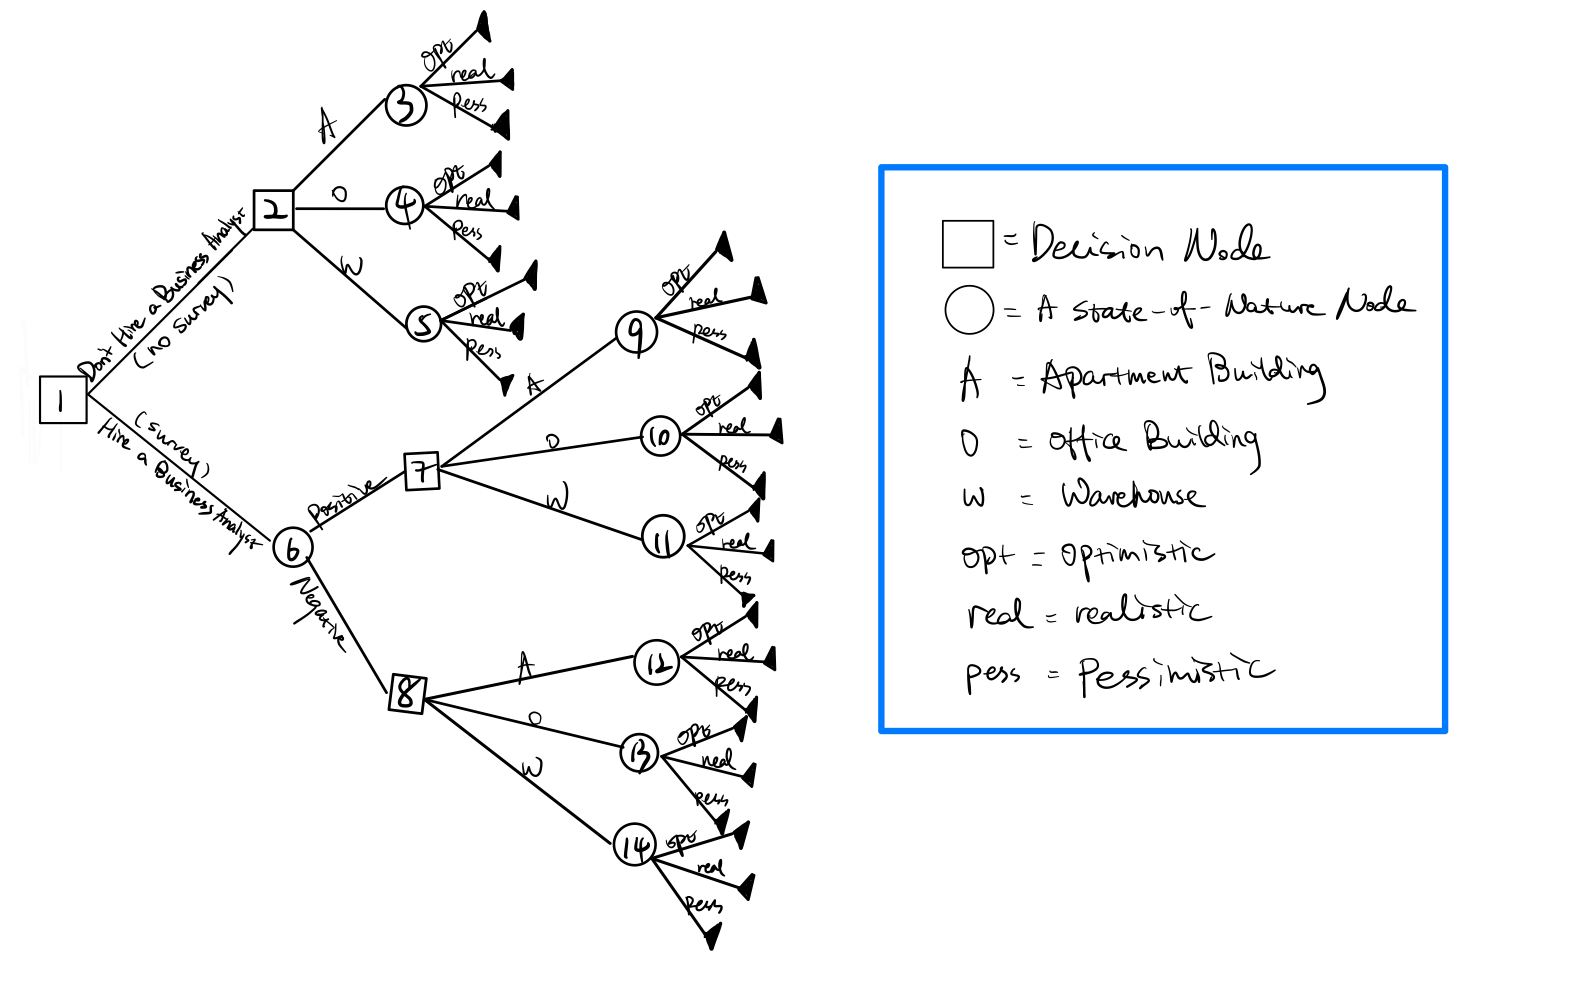 opt
real
Pess
3
A
opt
real
Pess
O
4
2
W
opt
real
Pess
5
Don't Hire a Business Analyst
(no survey)
1
(survey)
Hire a Business Analyst
opt
real
Pess
9
A
opt
real
Pess
O
10
Positive
7
W
opt
real
Pess
11
6
Negative
opt
real
Pess
A
12
8
O
opt
real
Pess
13
W
opt
real
Pess
14
= Decision Node
= A State-of-Nature Node
A = Apartment Building
O = Office Building
W = Warehouse
opt = Optimistic
real = realistic
pess = Pessimistic